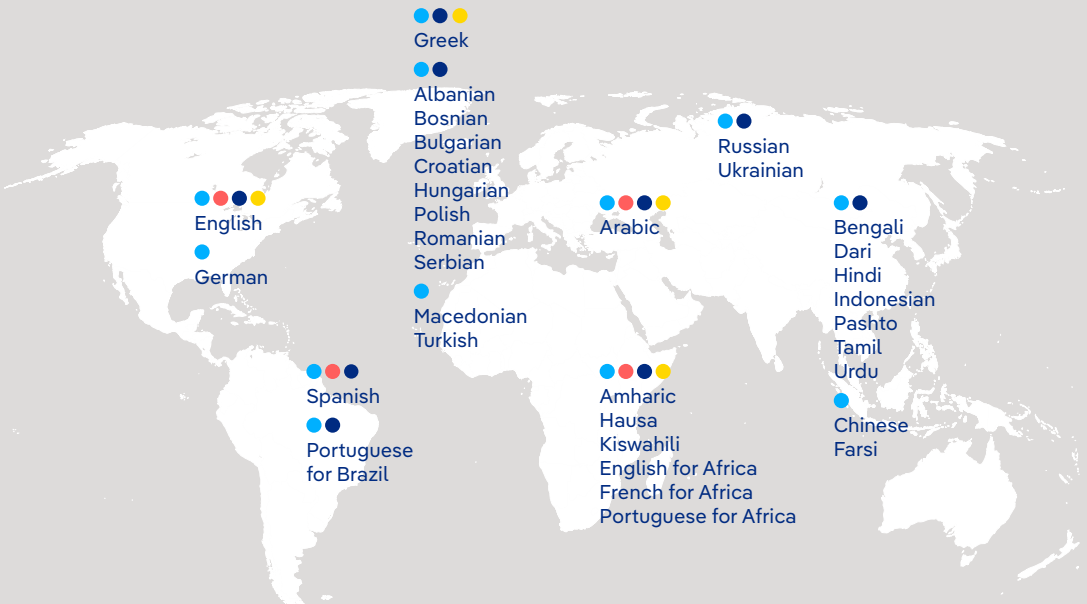 Greek
Albanian
Bosnian
Bulgarian
Croatian
Hungarian
Polish
Romanian
Serbian
Macedonian
Turkish
English
German
Spanish
Portuguese
for Brazil
Russian
Ukrainian
Arabic
Amharic
Hausa
Kiswahili
English for Africa
French for Africa
Portuguese for Africa
Bengali
Dari
Hindi
Indonesian
Pashto
Tamil
Urdu
Chinese
Farsi